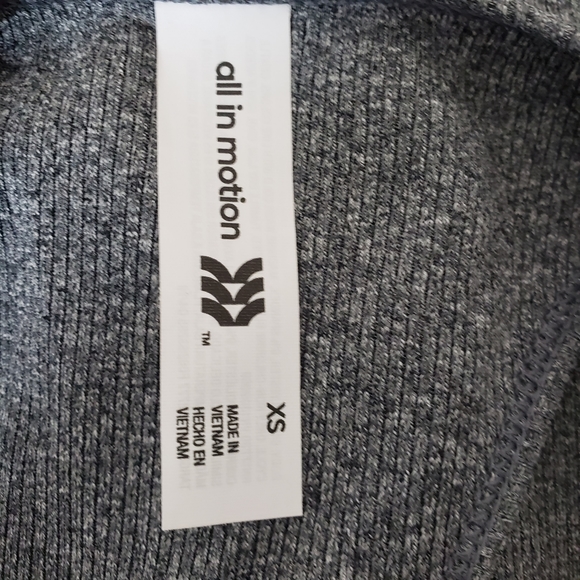 all in motion
TM
XS
MADE IN
VIETNAM
HECHO EN
VIETNAM